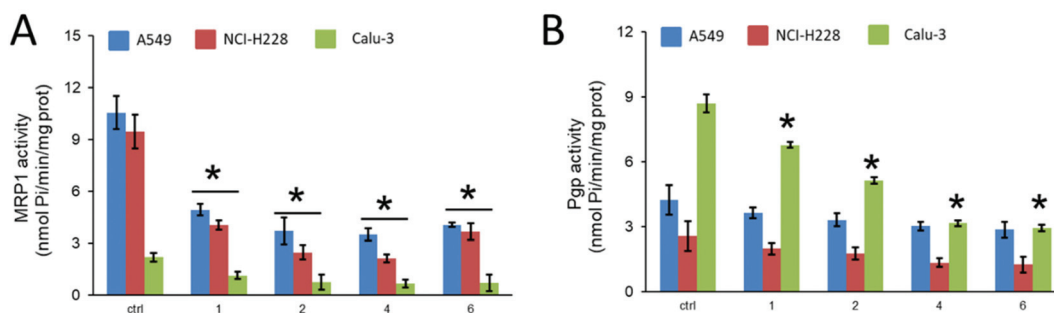 A
MRP1 activity
(nmol Pi/min/mg prot)
15
12
9
6
3
0
A549 NCI-H228 Calu-3
* * * *
ctrl 1 2 4 6
B
Pgp activity
(nmol Pi/min/mg prot)
12
9
6
3
0
A549 NCI-H228 Calu-3
* * * *
ctrl 1 2 4 6